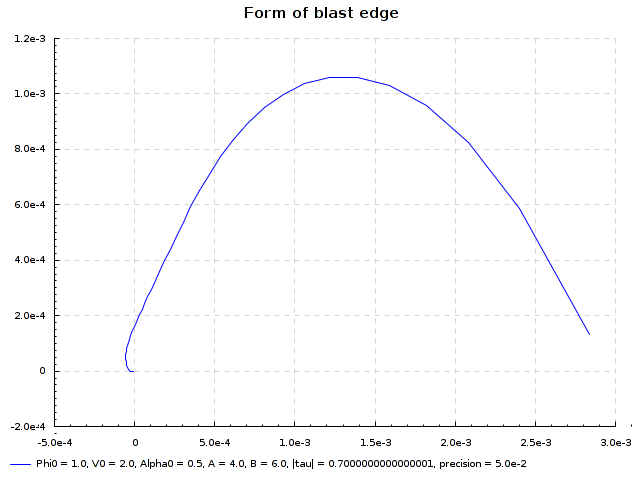 Form of blast edge
1.2e-3
1.0e-3
8.0e-4
6.0e-4
4.0e-4
2.0e-4
0
-2.0e-4
-5.0e-4 0 5.0e-4 1.0e-3 1.5e-3 2.0e-3 2.5e-3 3.0e-3
Phi0 = 1.0, V0 = 2.0, Alpha0 = 0.5, A = 4.0, B = 6.0, |tau| = 0.7000000000000001, precision = 5.0e-2